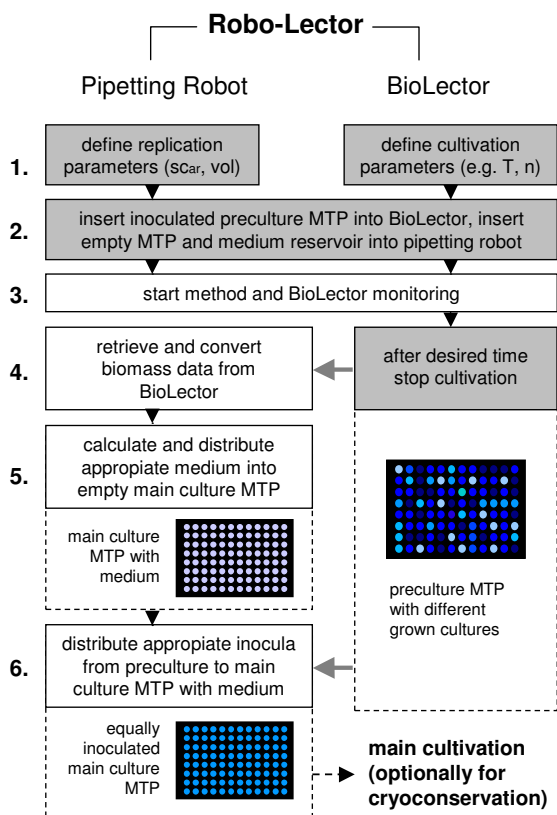 Robo-Lector
Pipetting Robot
BioLector
1.
define replication
parameters (scar, vol)
define cultivation
parameters (e.g. T, n)
2.
insert inoculated preculture MTP into BioLector, insert
empty MTP and medium reservoir into pipetting robot
3.
start method and BioLector monitoring
4.
retrieve and convert
biomass data from
BioLector
after desired time
stop cultivation
5.
calculate and distribute
appropiate medium into
empty main culture MTP
main culture
MTP with
medium
preculture MTP
with different
grown cultures
6.
distribute appropiate inocula
from preculture to main
culture MTP with medium
equally
inoculated
main culture
MTP
main cultivation
(optionally for
cryoconservation)